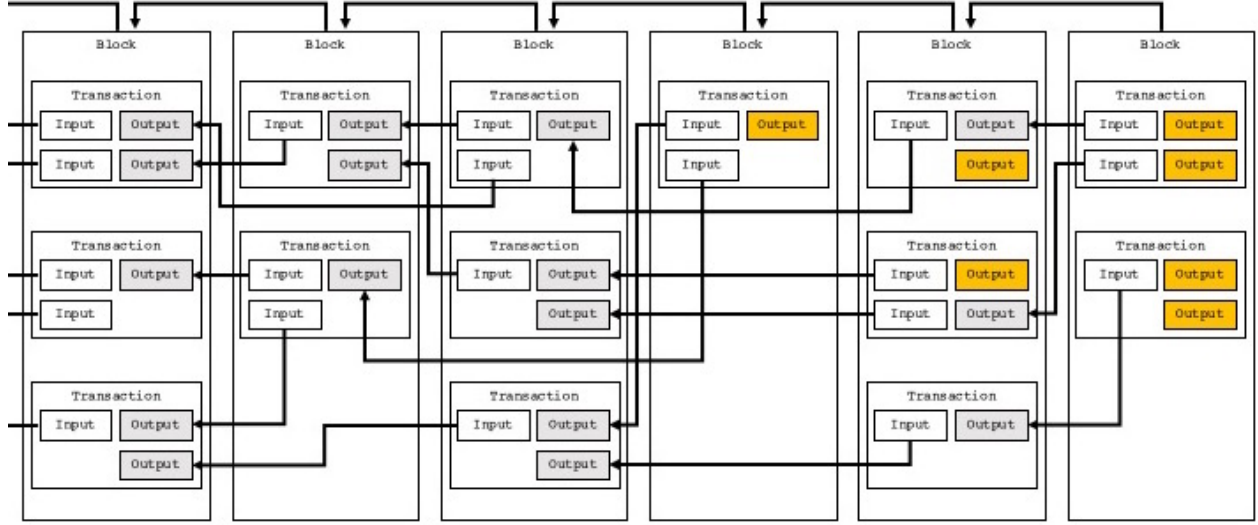 Block
Transaction
Input Output
Input Output
Transaction
Input Output
Input
Transaction
Input Output
Output
Block
Transaction
Input Output
Output
Transaction
Input Output
Input
Block
Transaction
Input Output
Input
Transaction
Input Output
Output
Transaction
Input Output
Output
Block
Transaction
Input Output
Input
Block
Transaction
Input Output
Output
Transaction
Input Output
Input Output
Transaction
Input Output
Block
Transaction
Input Output
Input Output
Transaction
Input Output
Output